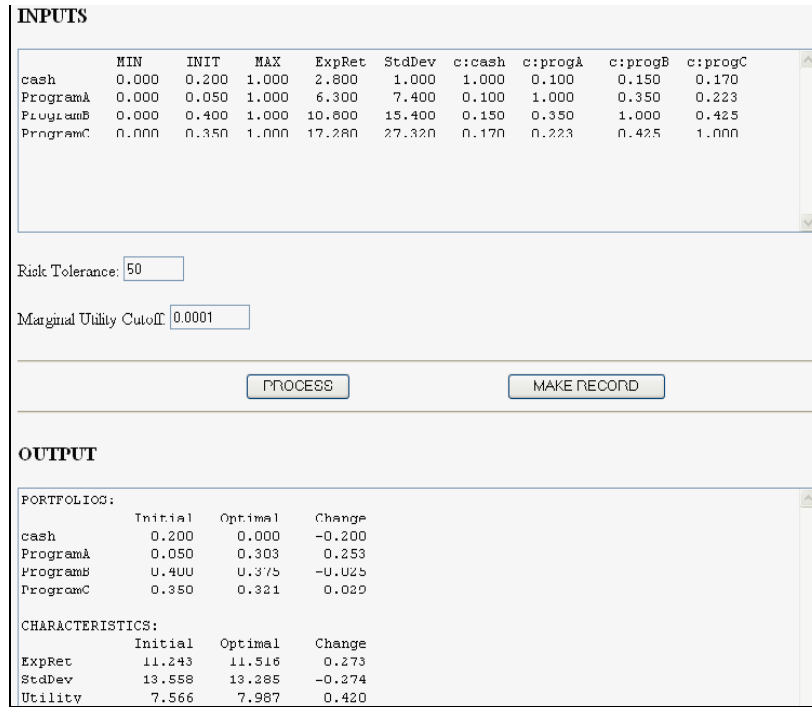 INPUTS
MIN INIT MAX ExpRet StdDev c:cash c:progA c:progB c:progC
cash 0.000 0.200 1.000 2.800 1.000 1.000 0.100 0.150 0.170
ProgramA 0.000 0.050 1.000 6.300 7.400 0.100 1.000 0.350 0.223
ProgramB 0.000 0.400 1.000 10.800 15.400 0.150 0.350 1.000 0.425
ProgramC 0.000 0.350 1.000 17.280 27.320 0.170 0.223 0.425 1.000
Risk Tolerance: 50
Marginal Utility Cutoff: 0.0001
PROCESS MAKE RECORD
OUTPUT
PORTFOLIOS:
Initial Optimal Change
cash 0.200 0.000 -0.200
ProgramA 0.050 0.303 0.253
ProgramB 0.400 0.375 -0.025
ProgramC 0.350 0.321 0.029
CHARACTERISTICS:
Initial Optimal Change
ExpRet 11.243 11.516 0.273
StdDev 13.558 13.285 -0.274
Utility 7.566 7.987 0.420